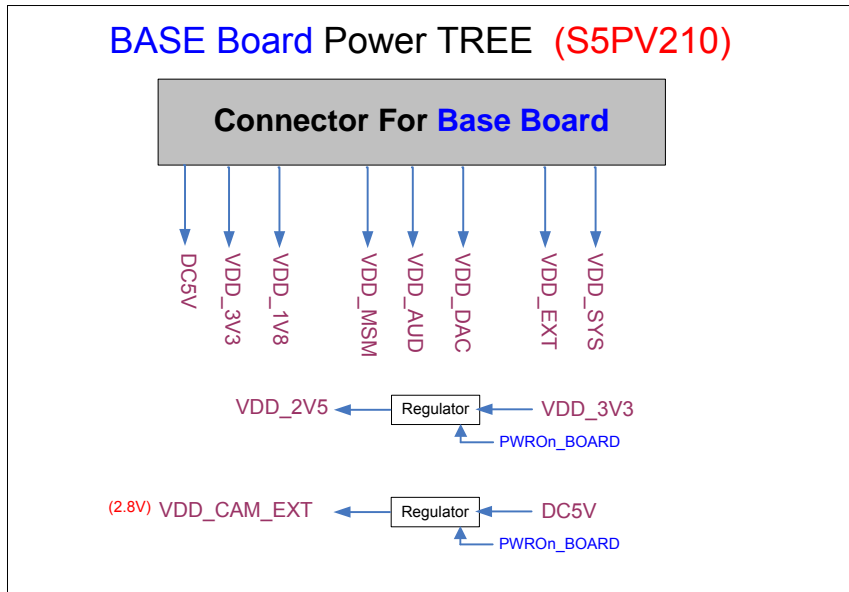 BASE Board Power TREE (S5PV210)
Connector For Base Board
DC5V
VDD_3V3
VDD_1V8
VDD_MSM
VDD_AUD
VDD_DAC
VDD_EXT
VDD_SYS
VDD_2V5 Regulator VDD_3V3
PWROn_BOARD
(2.8V) VDD_CAM_EXT Regulator DC5V
PWROn_BOARD